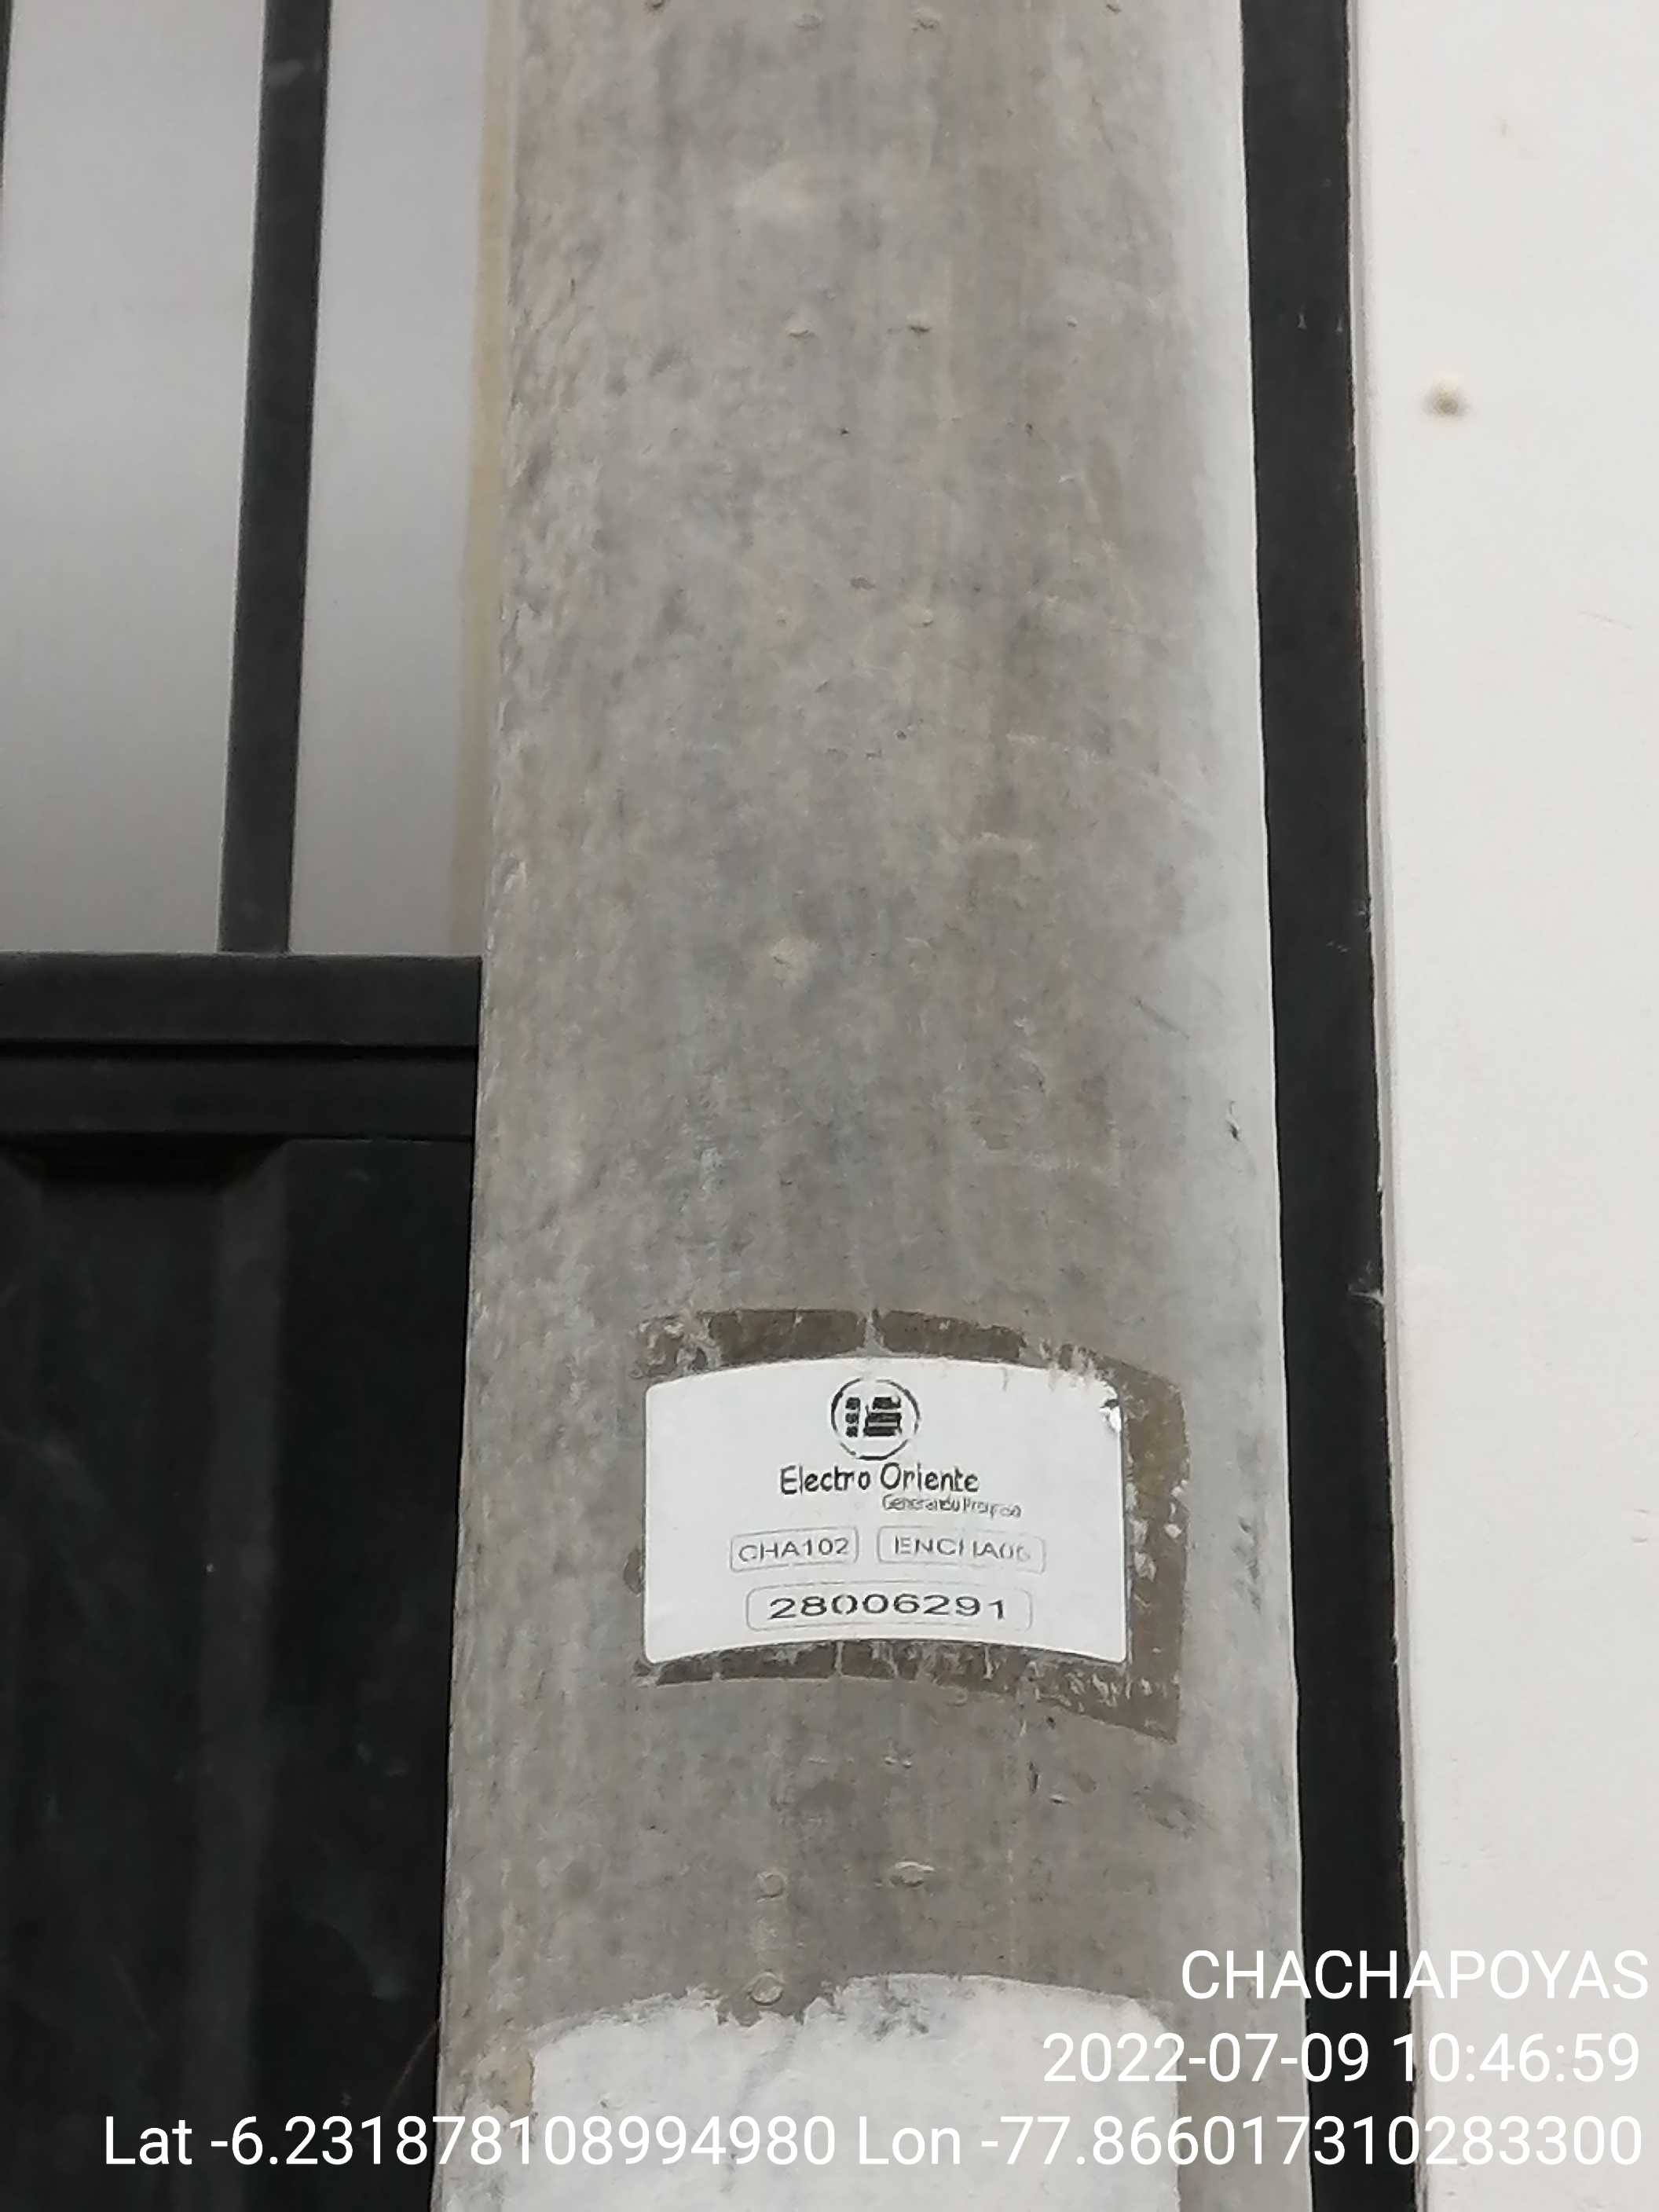 Electro Oriente
CHA102
28006291
CHACHAPOYAS
2022-07-09 10:46:59
Lat -6.231878108994980 Lon -77.866017310283300